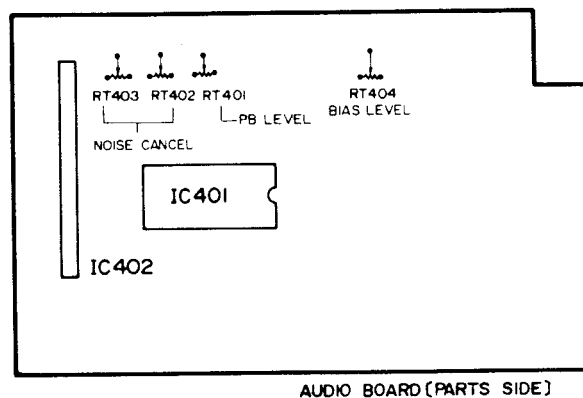 RT403 RT402 RT401 RT404
PB LEVEL BIAS LEVEL
NOISE CANCEL
IC401
IC402
AUDIO BOARD (PARTS SIDE)